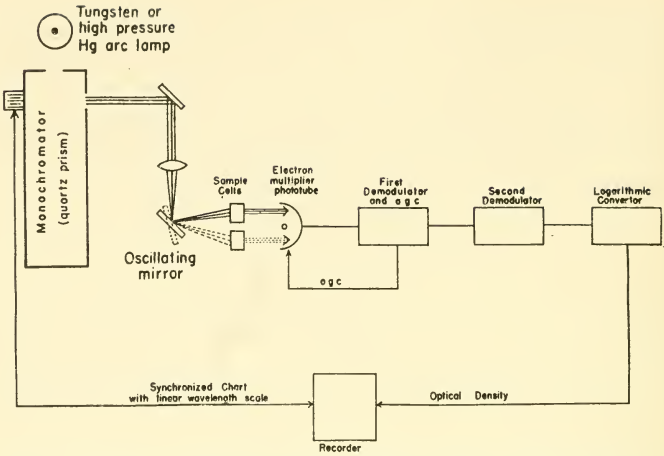 Tungsten or
high pressure
Hg arc lamp
Monochromator
(quartz prism)
Oscillating
mirror
Sample
Cells
Electron
multiplier
phototube
First
Demodulator
and agc
Second
Demodulator
Logarithmic
Convertor
agc
Synchronized Chart
with linear wavelength scale
Optical Density
Recorder